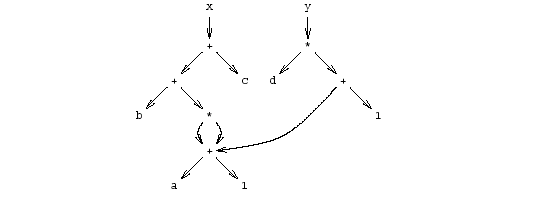 x y
+ *
+ c d +
b * 1
+
a 1